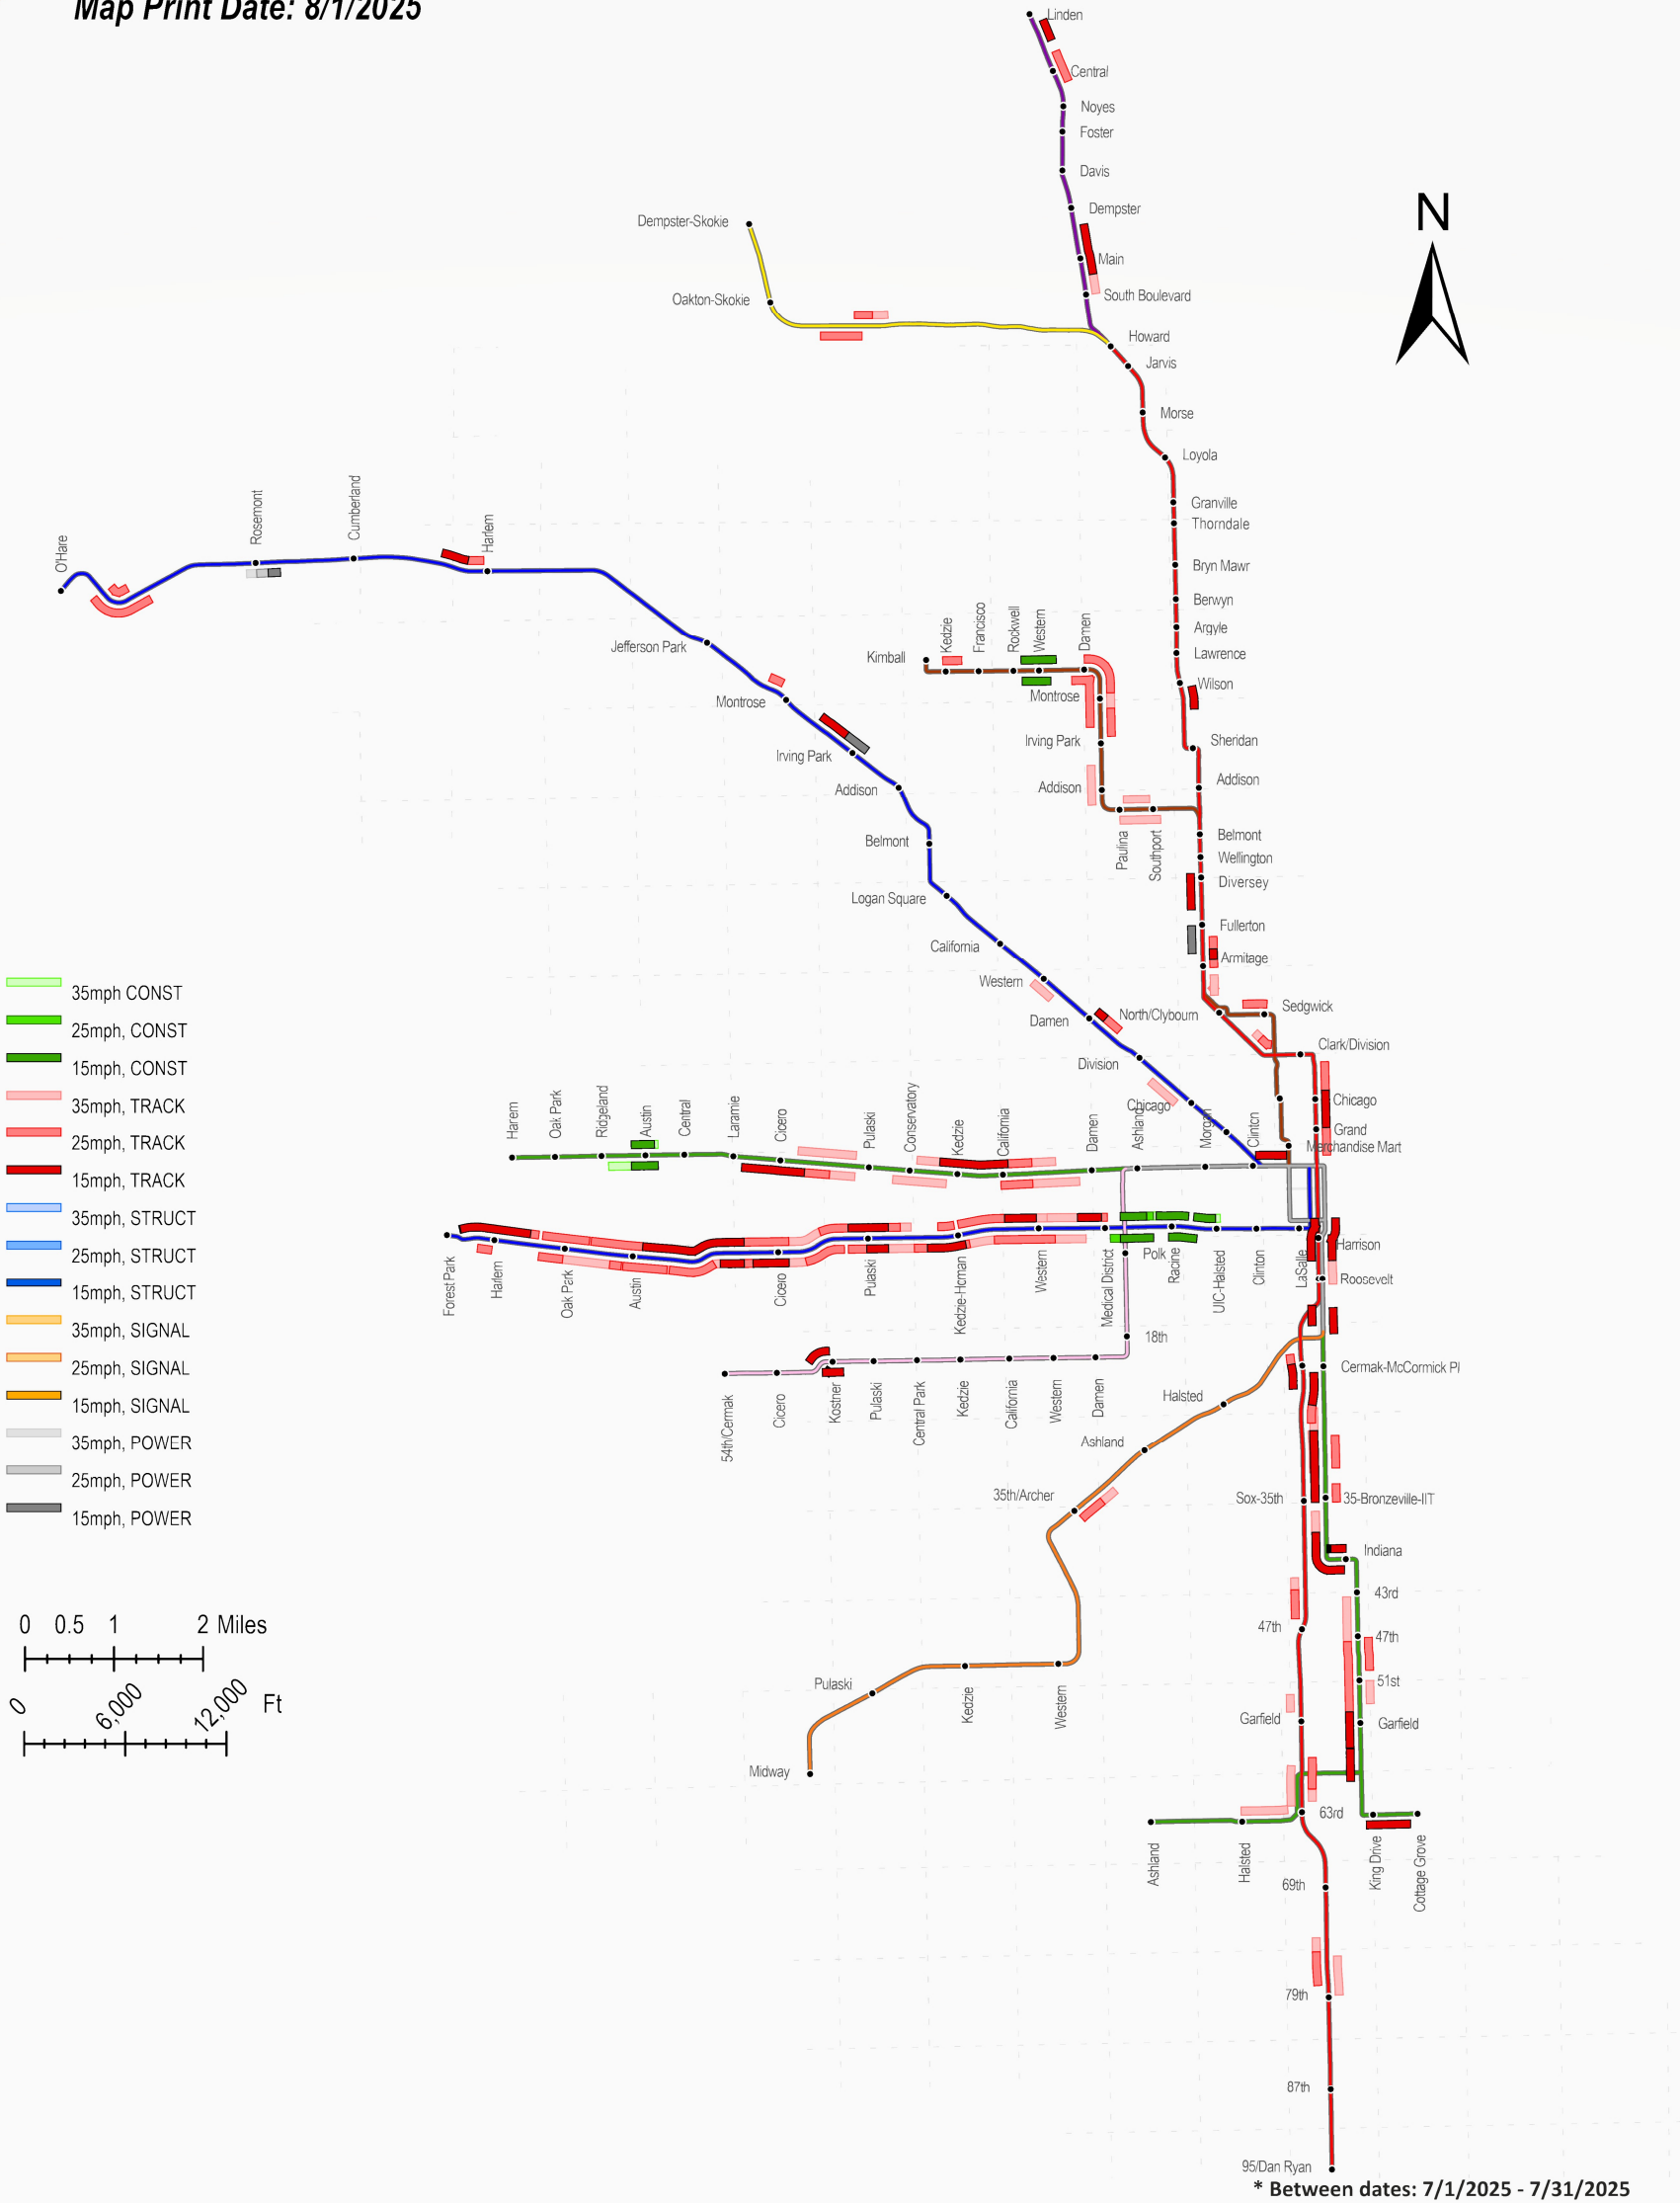 Map Print Date: 8/1/2025
Linden
Central
Noyes
Foster
Davis
Dempster
Main
South Boulevard
Howard
Jarvis
Morse
Loyola
Granville
Thorndale
Bryn Mawr
Berwyn
Argyle
Lawrence
Wilson
Sheridan
Addison
Belmont
Wellington
Diversey
Fullerton
Armitage
Sedgwick
North/Clybourn
Clark/Division
Chicago
Grand
Merchandise Mart
N
Dempster-Skokie
Oakton-Skokie
O'Hare
Rosemont
Cumberland
Harlem
Jefferson Park
Montrose
Irving Park
Addison
Belmont
Logan Square
California
Western
Damen
Division
Chicago
Kimball
Kedzie
Francisco
Rockwell
Western
Damen
Montrose
Irving Park
Addison
Paulina
Southport
35mph CONST
25mph, CONST
15mph, CONST
35mph, TRACK
25mph, TRACK
15mph, TRACK
35mph, STRUCT
25mph, STRUCT
15mph, STRUCT
35mph, SIGNAL
25mph, SIGNAL
15mph, SIGNAL
35mph, POWER
25mph, POWER
15mph, POWER
Harem
Oak Park
Ridgeland
Austin
Central
Laramie
Cicero
Pulaski
Conservatory
Kedzie
California
Damen
Ashland
Morgan
Clinton
Forest Park
Harlem
Oak Park
Austin
Cicero
Pulaski
Kedzie-Homan
Western
Medical District
Polk
Racine
UIC-Halsted
Clinton
LaSalle
Harrison
Roosevelt
18th
54th/Cermak
Cicero
Kostner
Pulaski
Central Park
Kedzie
California
Western
Damen
Cermak-McCormick Pl
Halsted
Ashland
35th/Archer
Western
Kedzie
Pulaski
Midway
Sox-35th
35-Bronzeville-IIT
Indiana
43rd
47th
47th
51st
Garfield
Garfield
63rd
Ashland
Halsted
King Drive
Cottage Grove
69th
79th
87th
95/Dan Ryan
0 0.5 1 2 Miles
0 6,000 12,000 Ft
* Between dates: 7/1/2025 - 7/31/2025